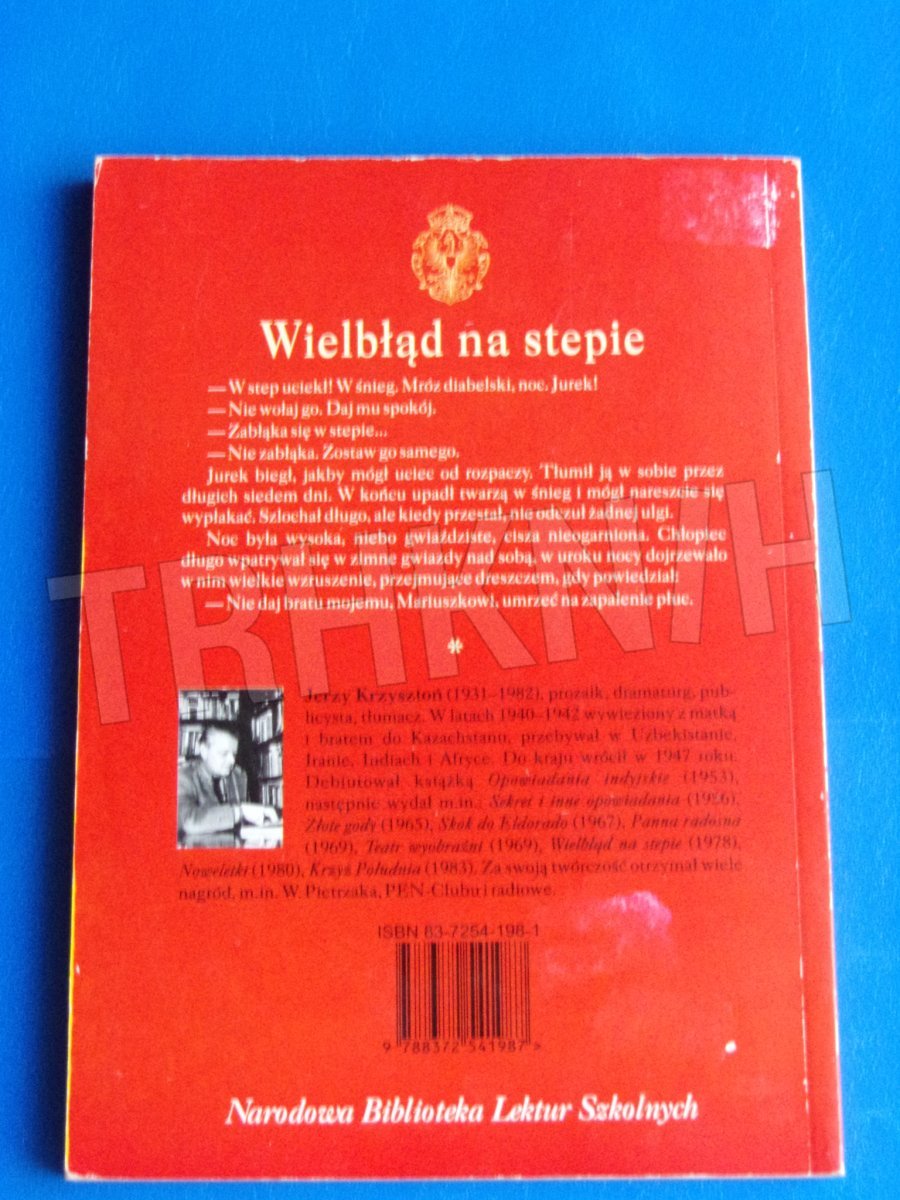 Wielbłąd na stepie
— W step uciekł! W śnieg. Mróz diabelski, noc. Jurek!
— Nie wołaj go. Daj mu spokój.
— Zabłąka się w stepie...
— Nie zabłąka. Zostaw go samego.
Jurek biegł, jakby mógł uciec od rozpaczy. Tłumił ją w sobie przez
długich siedem dni. W końcu upadł twarzą w śnieg i mógł nareszcie się
wypłakać. Szlochał długo, ale kiedy przestał, nie odczuł żadnej ulgi.
Noc była wysoka, niebo gwiaździste, cisza nieogarniona. Chłopiec
długo wpatrywał się w zimne gwiazdy nad sobą, w uroku nocy dojrzewało
w nim wielkie wzruszenie, przejmujące dreszczem, gdy powiedział:
— Nie daj bratu mojemu, Mariuszkowi, umrzeć na zapalenie płuc.
*
Jerzy Krzysztoń (1931–1982), prozaik, dramaturg, pub-
licysta, tłumacz. W latach 1940–1942 wywieziony z matką
i bratem do Kazachstanu, przebywał w Uzbekistanie,
Iranie, Indiach i Afryce. Do kraju wrócił w 1947 roku.
Debiutował książką Opowiadania indyjskie (1953),
następnie wydał m.in.: Sekret i inne opowiadania (1956),
Złote gody (1965), Skok do Eldorado (1967), Panna radosna
(1969), Teatr wyobraźni (1969), Wielbłąd na stepie (1978),
Noweletki (1980), Krzyż Południa (1983). Za swoją twórczość otrzymał wiele
nagród, m.in. W. Pietrzaka, PEN-Clubu i radiowe.
ISBN 83-7254-198-1
9 788372 541987 >
Narodowa Biblioteka Lektur Szkolnych
TRHKN/H